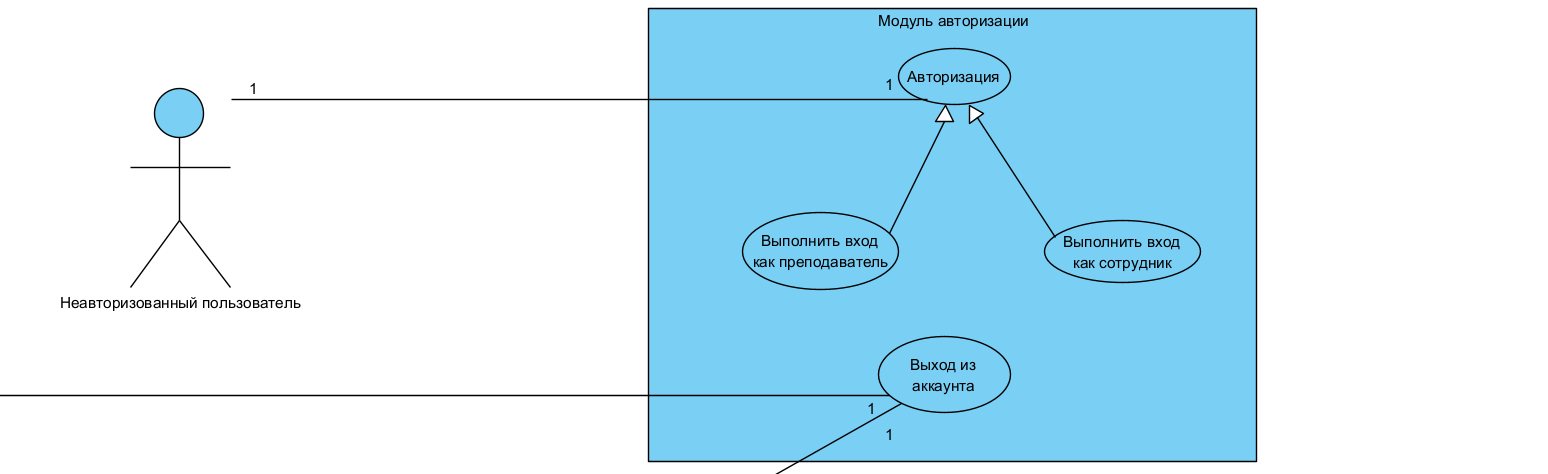 Модуль авторизации
Авторизация
1
1
Неавторизованный пользователь
Выполнить вход
как преподаватель
Выполнить вход
как сотрудник
Выход из
аккаунта
1
1